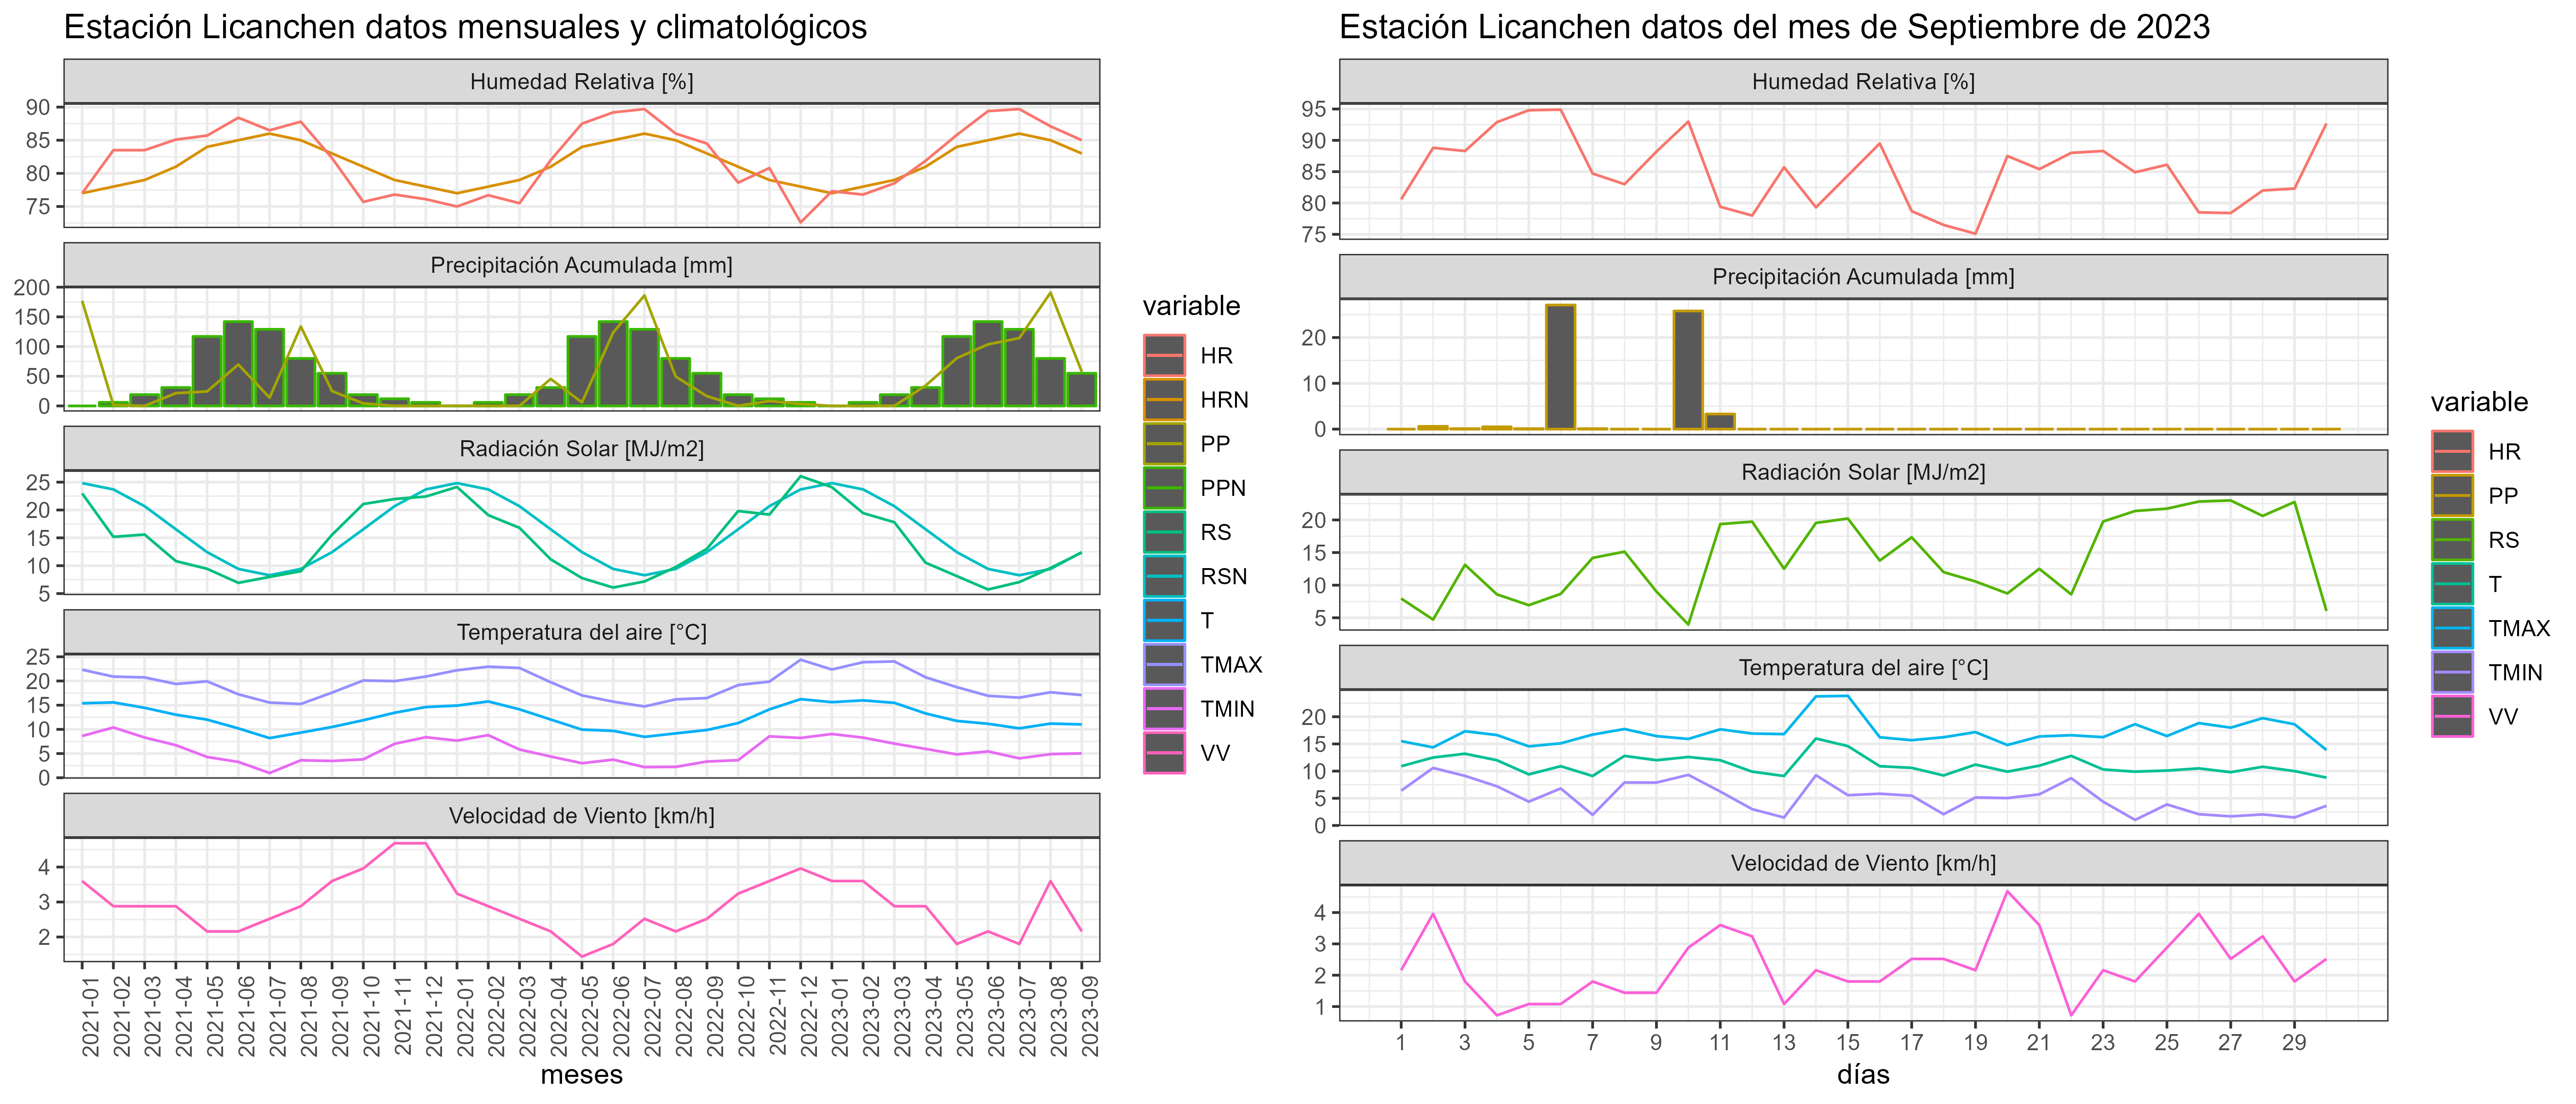 Estación Licanchen datos mensuales y climatológicos
Humedad Relativa [%]
90
85
80
75
Precipitación Acumulada [mm]
200
150
100
50
0
Radiación Solar [MJ/m2]
25
20
15
10
5
Temperatura del aire [°C]
25
20
15
10
5
0
Velocidad de Viento [km/h]
4
3
2
2021-01
2021-02
2021-03
2021-04
2021-05
2021-06
2021-07
2021-08
2021-09
2021-10
2021-11
2021-12
2022-01
2022-02
2022-03
2022-04
2022-05
2022-06
2022-07
2022-08
2022-09
2022-10
2022-11
2022-12
2023-01
2023-02
2023-03
2023-04
2023-05
2023-06
2023-07
2023-08
2023-09
meses
variable
HR
HRN
PP
PPN
RS
RSN
T
TMAX
TMIN
VV
Estación Licanchen datos del mes de Septiembre de 2023
Humedad Relativa [%]
95
90
85
80
75
Precipitación Acumulada [mm]
20
10
0
Radiación Solar [MJ/m2]
20
15
10
5
Temperatura del aire [°C]
20
15
10
5
0
Velocidad de Viento [km/h]
4
3
2
1
1 3 5 7 9 11 13 15 17 19 21 23 25 27 29
días
variable
HR
PP
RS
T
TMAX
TMIN
VV